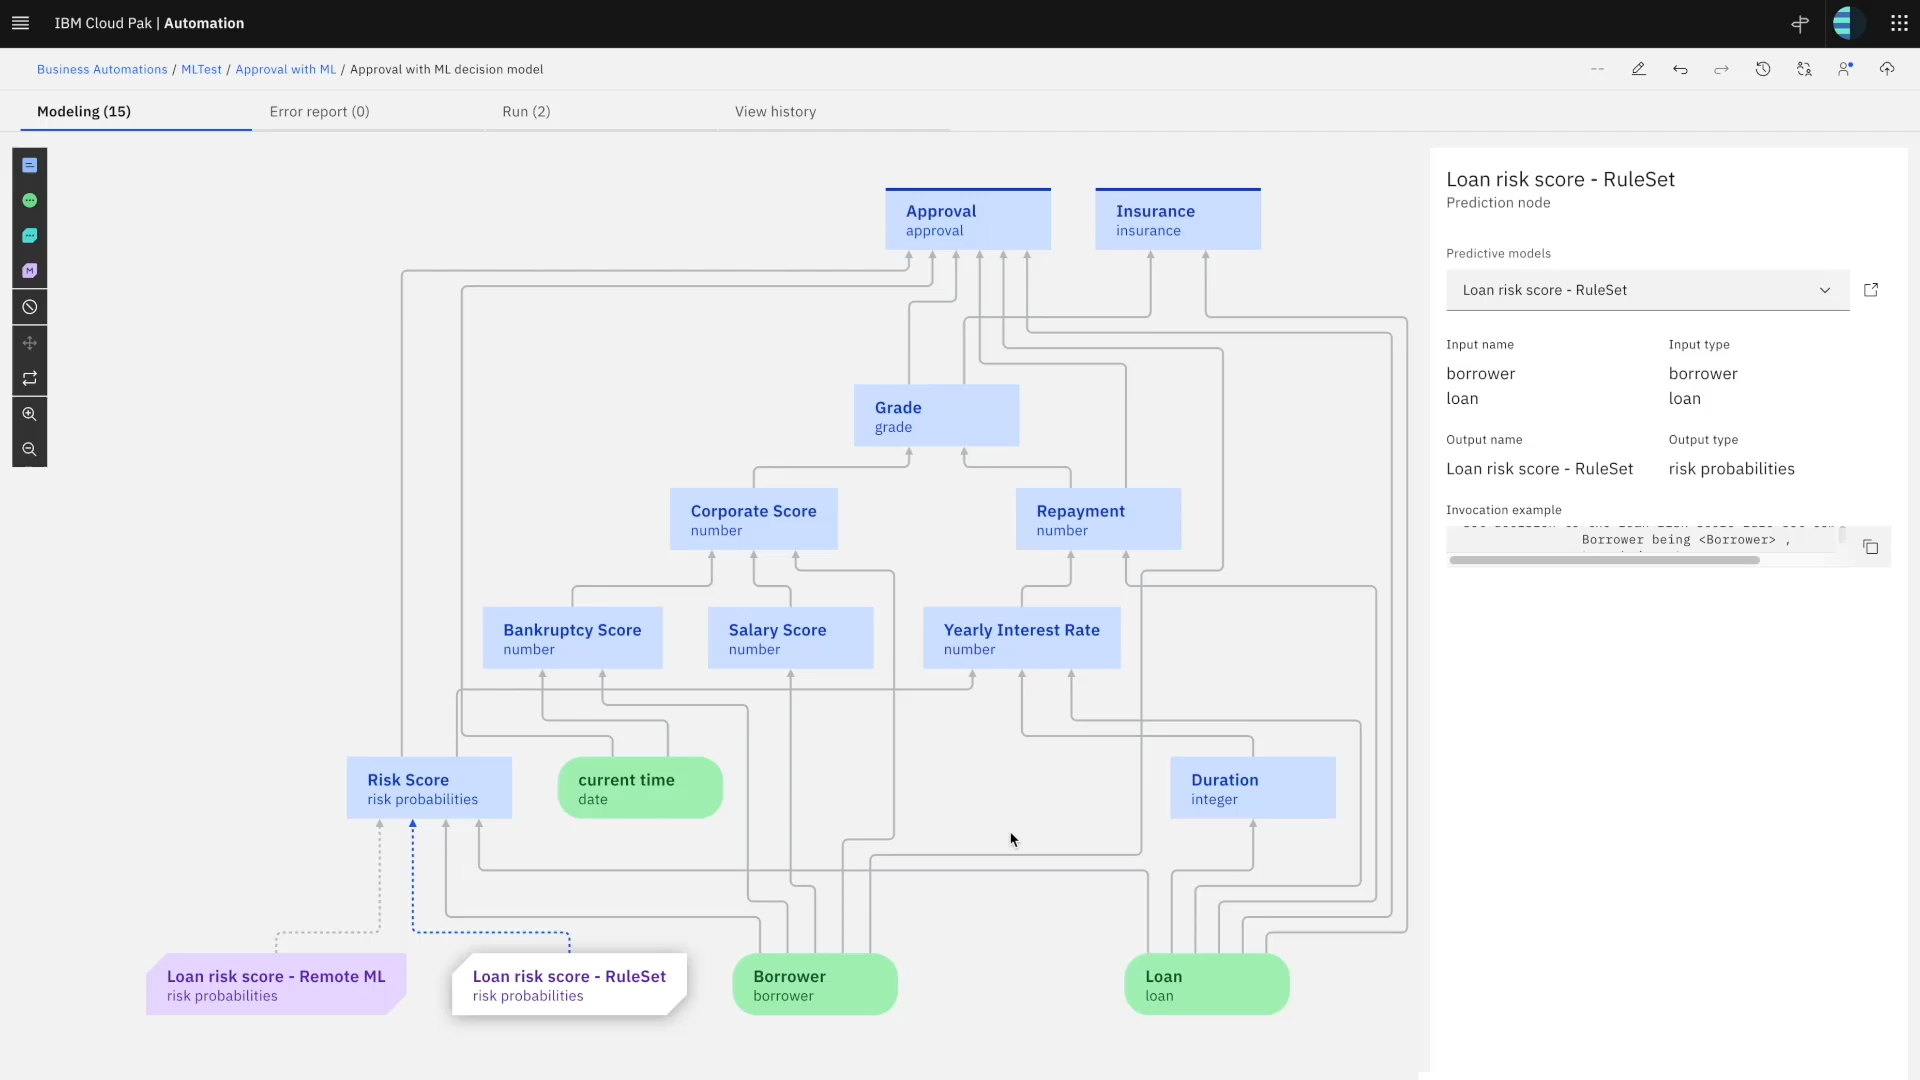 IBM Cloud Pak | Automation
Business Automations / MLTest / Approval with ML / Approval with ML decision model
Modeling (15)
Error report (0)
Run (2)
View history
Approval
approval
Insurance
insurance
Grade
grade
Corporate Score
number
Repayment
number
Bankruptcy Score
number
Salary Score
number
Yearly Interest Rate
number
Risk Score
risk probabilities
current time
date
Duration
integer
Loan risk score - Remote ML
risk probabilities
Loan risk score - RuleSet
risk probabilities
Borrower
borrower
Loan
loan
Loan risk score - RuleSet
Prediction node
Predictive models
Loan risk score - RuleSet
Input name
Input type
borrower
borrower
loan
loan
Output name
Output type
Loan risk score - RuleSet
risk probabilities
Invocation example
Borrower being <Borrower> ,